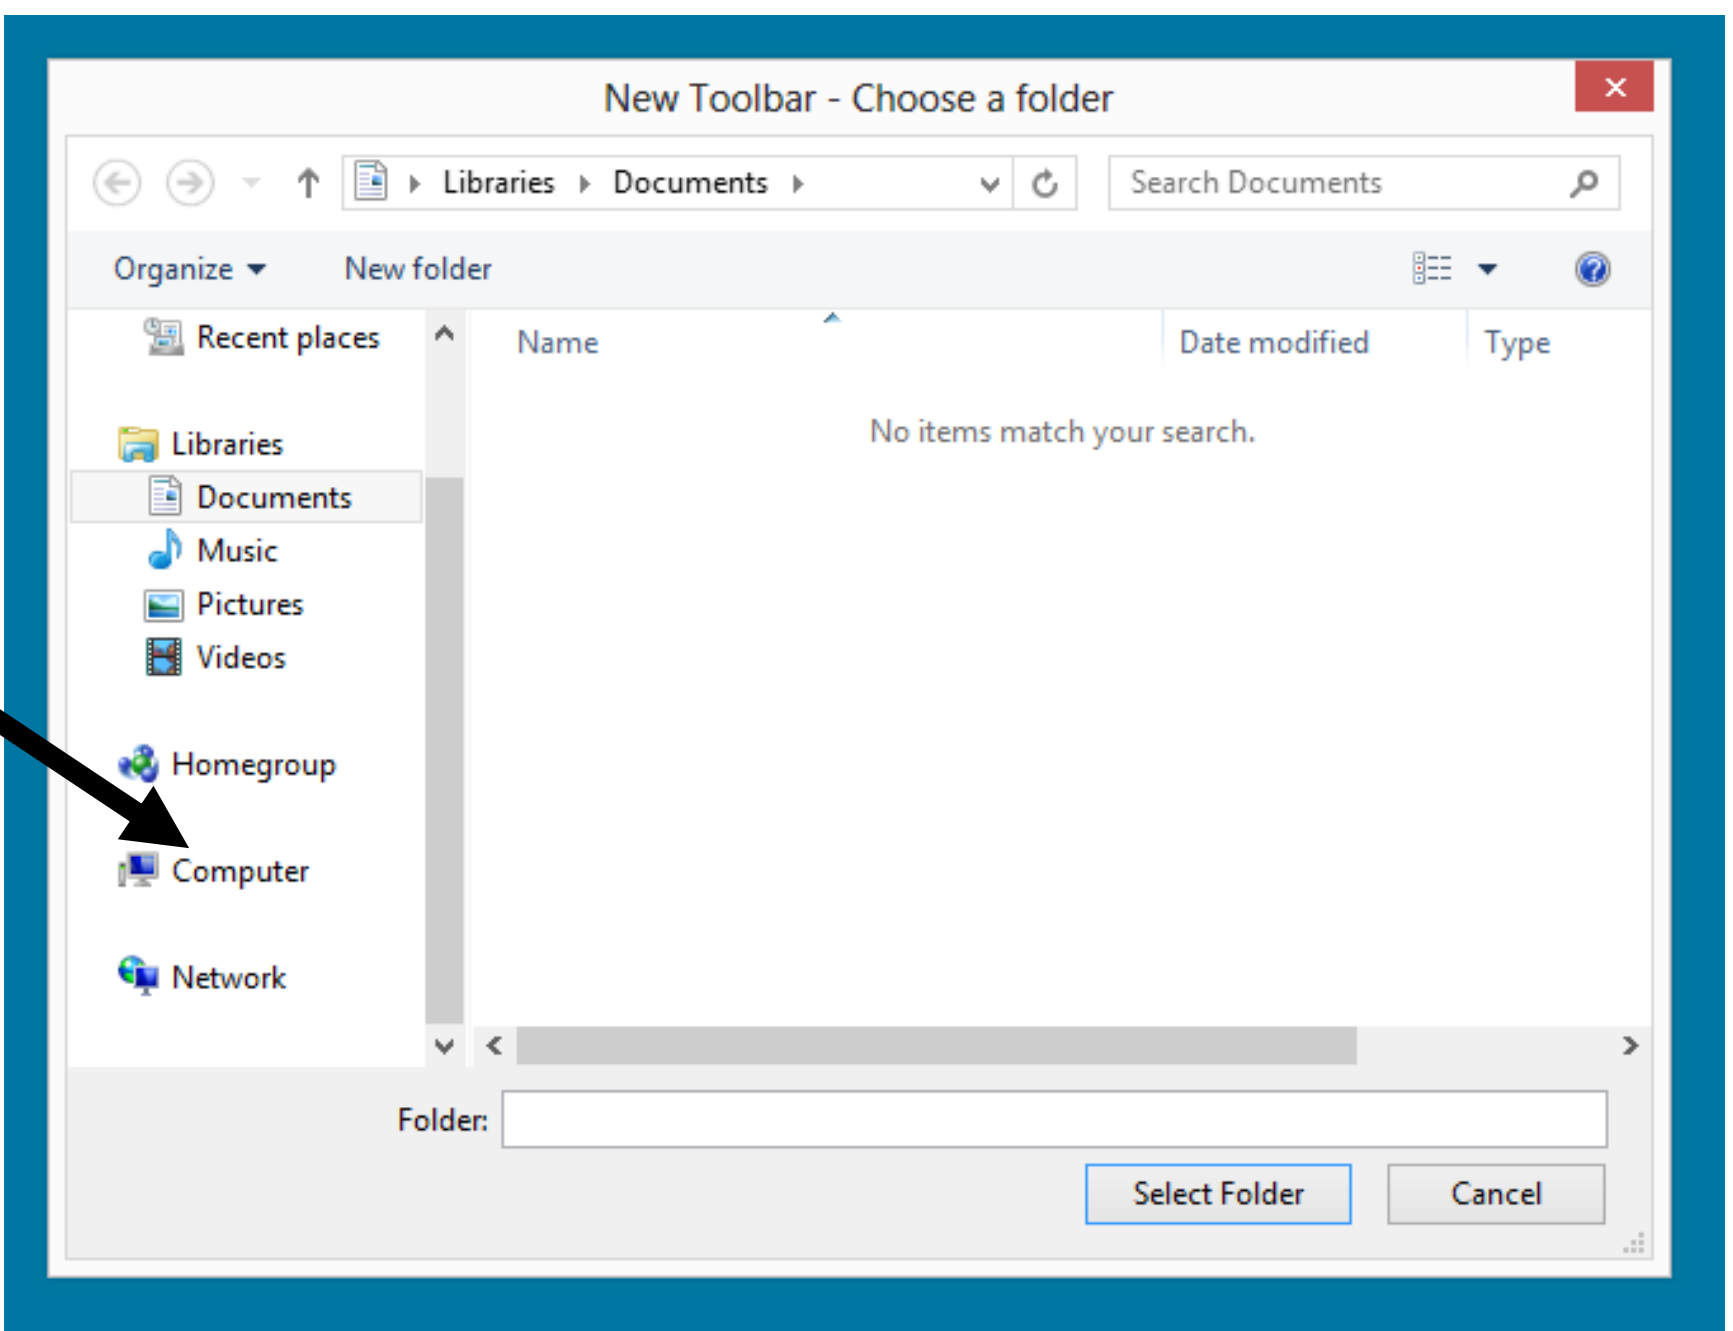 New Toolbar - Choose a folder
Libraries Documents
Search Documents
Organize New folder
Recent places
Name Date modified Type
No items match your search.
Libraries
Documents
Music
Pictures
Videos
Homegroup
Computer
Network
Folder:
Select Folder Cancel